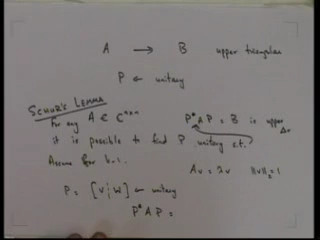 A → B upper triangular
P ← unitary
SCHUR'S LEMMA
For any A ∈ C^{n×n} P*AP = B is upper Δr
it is possible to find P unitary s.t.
Assume for k-1. Av = λv ||v||₂=1
P = [v | W] ← unitary
P*AP =